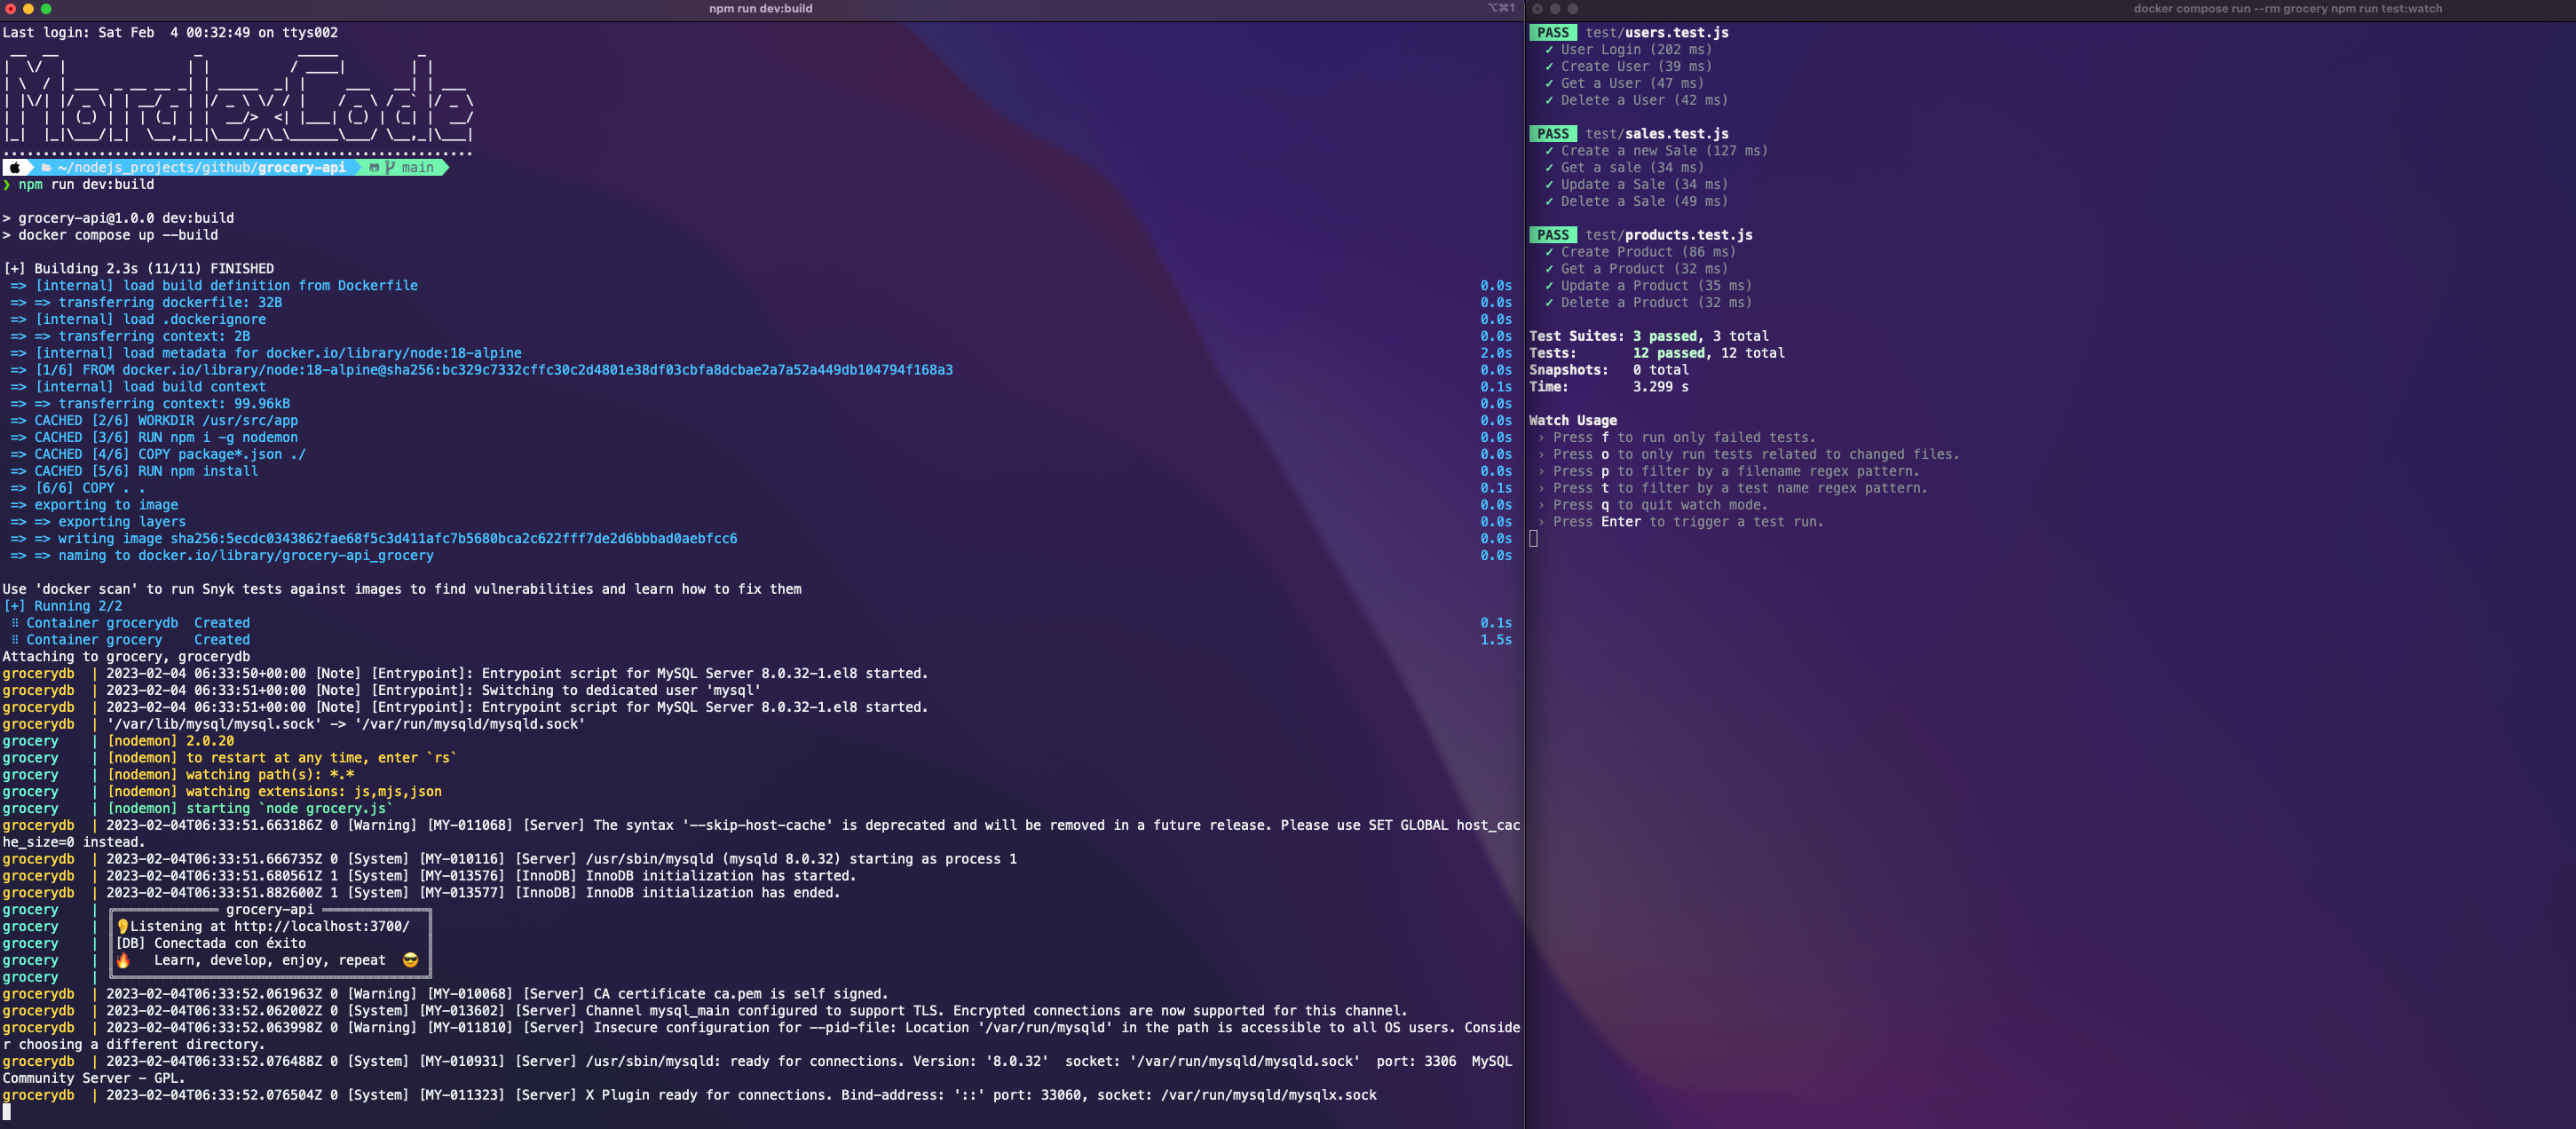 npm run dev:build
⌥⌘1
Last login: Sat Feb  4 00:32:49 on ttys002
MoralexCode
~/nodejs_projects/github/grocery-api main
❯ npm run dev:build
> grocery-api@1.0.0 dev:build
> docker compose up --build
[+] Building 2.3s (11/11) FINISHED
=> [internal] load build definition from Dockerfile 0.0s
=> => transferring dockerfile: 32B 0.0s
=> [internal] load .dockerignore 0.0s
=> => transferring context: 2B 0.0s
=> [internal] load metadata for docker.io/library/node:18-alpine 2.0s
=> [1/6] FROM docker.io/library/node:18-alpine@sha256:bc329c7332cffc30c2d4801e38df03cbfa8dcbae2a7a52a449db104794f168a3 0.0s
=> [internal] load build context 0.1s
=> => transferring context: 99.96kB 0.0s
=> CACHED [2/6] WORKDIR /usr/src/app 0.0s
=> CACHED [3/6] RUN npm i -g nodemon 0.0s
=> CACHED [4/6] COPY package*.json ./ 0.0s
=> CACHED [5/6] RUN npm install 0.0s
=> [6/6] COPY . . 0.1s
=> exporting to image 0.0s
=> => exporting layers 0.0s
=> => writing image sha256:5ecdc0343862fae68f5c3d411afc7b5680bca2c622fff7de2d6bbbad0aebfcc6 0.0s
=> => naming to docker.io/library/grocery-api_grocery 0.0s
Use 'docker scan' to run Snyk tests against images to find vulnerabilities and learn how to fix them
[+] Running 2/2
⠿ Container grocerydb  Created 0.1s
⠿ Container grocery    Created 1.5s
Attaching to grocery, grocerydb
grocerydb  | 2023-02-04 06:33:50+00:00 [Note] [Entrypoint]: Entrypoint script for MySQL Server 8.0.32-1.el8 started.
grocerydb  | 2023-02-04 06:33:51+00:00 [Note] [Entrypoint]: Switching to dedicated user 'mysql'
grocerydb  | 2023-02-04 06:33:51+00:00 [Note] [Entrypoint]: Entrypoint script for MySQL Server 8.0.32-1.el8 started.
grocerydb  | '/var/lib/mysql/mysql.sock' -> '/var/run/mysqld/mysqld.sock'
grocery    | [nodemon] 2.0.20
grocery    | [nodemon] to restart at any time, enter `rs`
grocery    | [nodemon] watching path(s): *.*
grocery    | [nodemon] watching extensions: js,mjs,json
grocery    | [nodemon] starting `node grocery.js`
grocerydb  | 2023-02-04T06:33:51.663186Z 0 [Warning] [MY-011068] [Server] The syntax '--skip-host-cache' is deprecated and will be removed in a future release. Please use SET GLOBAL host_cac
he_size=0 instead.
grocerydb  | 2023-02-04T06:33:51.666735Z 0 [System] [MY-010116] [Server] /usr/sbin/mysqld (mysqld 8.0.32) starting as process 1
grocerydb  | 2023-02-04T06:33:51.680561Z 1 [System] [MY-013576] [InnoDB] InnoDB initialization has started.
grocerydb  | 2023-02-04T06:33:51.882600Z 1 [System] [MY-013577] [InnoDB] InnoDB initialization has ended.
grocery    | grocery-api
grocery    | 👂Listening at http://localhost:3700/
grocery    | [DB] Conectada con éxito
grocery    | 🔥   Learn, develop, enjoy, repeat  😎
grocery    |
grocerydb  | 2023-02-04T06:33:52.061963Z 0 [Warning] [MY-010068] [Server] CA certificate ca.pem is self signed.
grocerydb  | 2023-02-04T06:33:52.062002Z 0 [System] [MY-013602] [Server] Channel mysql_main configured to support TLS. Encrypted connections are now supported for this channel.
grocerydb  | 2023-02-04T06:33:52.063998Z 0 [Warning] [MY-011810] [Server] Insecure configuration for --pid-file: Location '/var/run/mysqld' in the path is accessible to all OS users. Conside
r choosing a different directory.
grocerydb  | 2023-02-04T06:33:52.076488Z 0 [System] [MY-010931] [Server] /usr/sbin/mysqld: ready for connections. Version: '8.0.32'  socket: '/var/run/mysqld/mysqld.sock'  port: 3306  MySQL
Community Server - GPL.
grocerydb  | 2023-02-04T06:33:52.076504Z 0 [System] [MY-011323] [Server] X Plugin ready for connections. Bind-address: '::' port: 33060, socket: /var/run/mysqld/mysqlx.sock
docker compose run --rm grocery npm run test:watch
PASS test/users.test.js
✓ User Login (202 ms)
✓ Create User (39 ms)
✓ Get a User (47 ms)
✓ Delete a User (42 ms)
PASS test/sales.test.js
✓ Create a new Sale (127 ms)
✓ Get a sale (34 ms)
✓ Update a Sale (34 ms)
✓ Delete a Sale (49 ms)
PASS test/products.test.js
✓ Create Product (86 ms)
✓ Get a Product (32 ms)
✓ Update a Product (35 ms)
✓ Delete a Product (32 ms)
Test Suites: 3 passed, 3 total
Tests:       12 passed, 12 total
Snapshots:   0 total
Time:        3.299 s
Watch Usage
› Press f to run only failed tests.
› Press o to only run tests related to changed files.
› Press p to filter by a filename regex pattern.
› Press t to filter by a test name regex pattern.
› Press q to quit watch mode.
› Press Enter to trigger a test run.